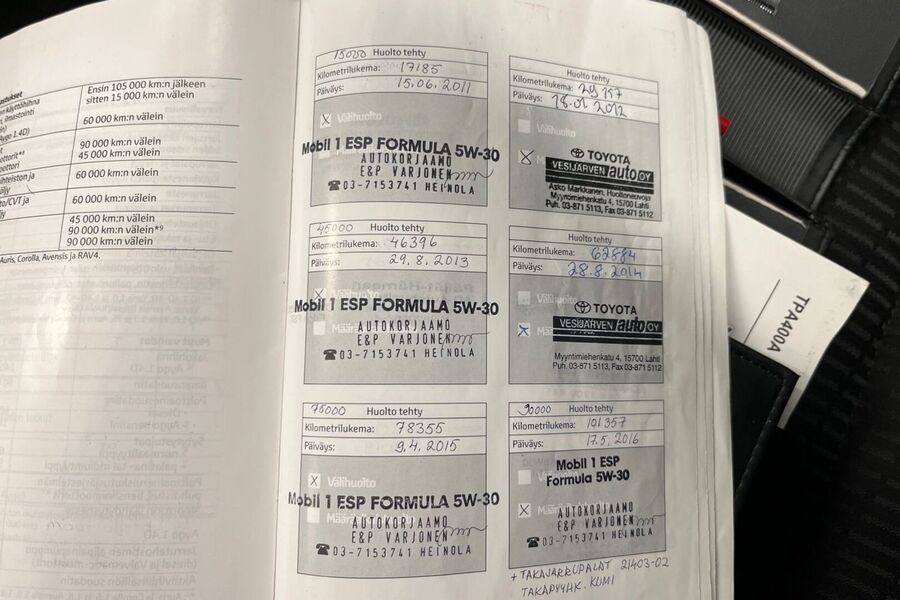 Ensin 105 000 km:n jälkeen
sitten 15 000 km:n välein
60 000 km:n välein
90 000 km:n välein
45 000 km:n välein
60 000 km:n välein
60 000 km:n välein
45 000 km:n välein
90 000 km:n välein*⁹
90 000 km:n välein
Auris, Corolla, Avensis ja RAV4.
15000 Huolto tehty
Kilometrilukema: 17185
Päiväys: 15.06.2011
X Välihuolto
Mobil 1 ESP FORMULA 5W-30
AUTOKORJAAMO
E&P VARJONEN
☎03-7153741 HEINOLA
Huolto tehty
Kilometrilukema: 29157
Päiväys: 18.01 2012
Välihuolto
X TOYOTA
VESIJÄRVEN auto OY
Asko Markkanen, Huoltoneuvoja
Myyntimiehenkatu 4, 15700 Lahti
Puh. 03-871 5113, Fax 03-871 5112
45000 Huolto tehty
Kilometrilukema: 46396
Päiväys: 29.8.2013
Mobil 1 ESP FORMULA 5W-30
AUTOKORJAAMO
E&P VARJONEN
☎03-7153741 HEINOLA
Huolto tehty
Kilometrilukema: 62884
Päiväys: 28.8.2014
Välihuolto
TOYOTA
X VESIJÄRVEN auto OY
Myyntimiehenkatu 4, 15700 Lahti
Puh. 03-871 5113, Fax 03-871 5112
75000 Huolto tehty
Kilometrilukema: 78355
Päiväys: 9.4.2015
X Välihuolto
Mobil 1 ESP FORMULA 5W-30
AUTOKORJAAMO
E&P VARJONEN
☎03-7153741 HEINOLA
90000 Huolto tehty
Kilometrilukema: 101357
Päiväys: 17.5.2016
Mobil 1 ESP
Formula 5W-30
X AUTOKORJAAMO
E&P VARJONEN
☎03-7153741 HEINOLA
+ TAKAJARRUPALAT 21403-02
TAKAPYYHK. KUMI
TPA400A